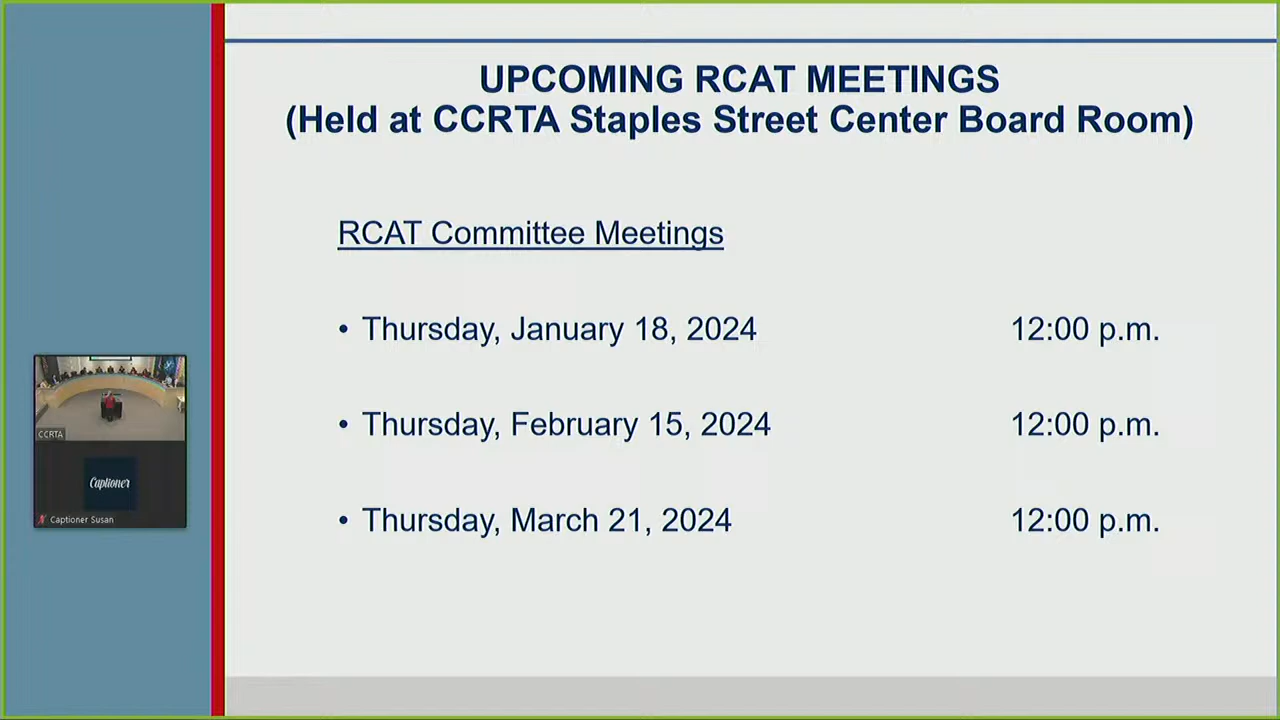 UPCOMING RCAT MEETINGS
(Held at CCRTA Staples Street Center Board Room)
RCAT Committee Meetings
• Thursday, January 18, 2024 12:00 p.m.
• Thursday, February 15, 2024 12:00 p.m.
• Thursday, March 21, 2024 12:00 p.m.
CCRTA
Captioner
Captioner Susan